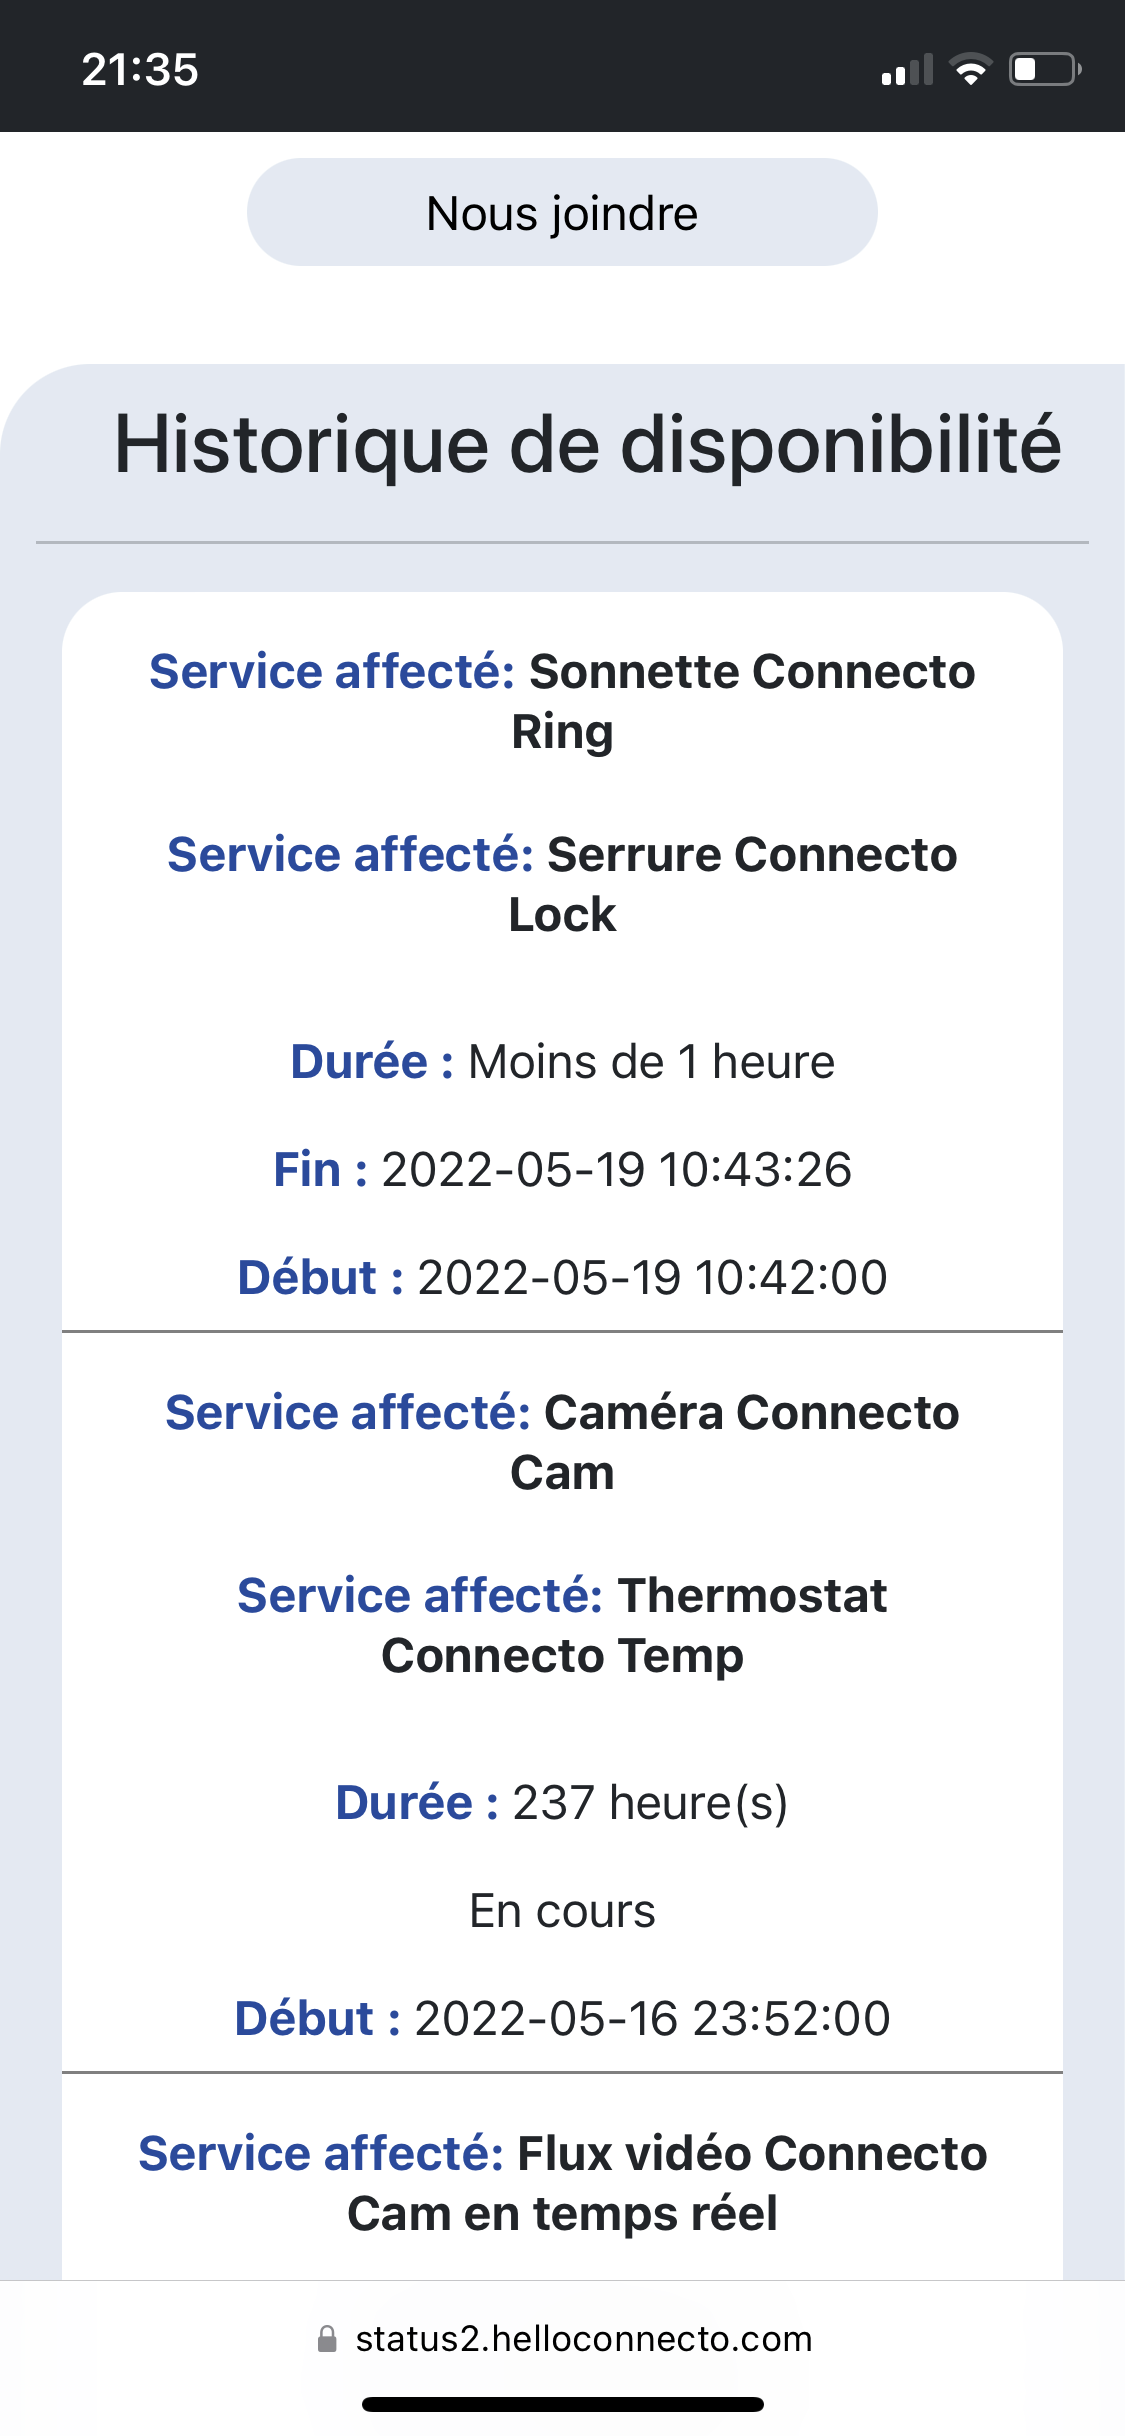 21:35
Nous joindre
Historique de disponibilité
Service affecté: Sonnette Connecto
Ring
Service affecté: Serrure Connecto
Lock
Durée : Moins de 1 heure
Fin : 2022-05-19 10:43:26
Début : 2022-05-19 10:42:00
Service affecté: Caméra Connecto
Cam
Service affecté: Thermostat
Connecto Temp
Durée : 237 heure(s)
En cours
Début : 2022-05-16 23:52:00
Service affecté: Flux vidéo Connecto
Cam en temps réel
status2.helloconnecto.com